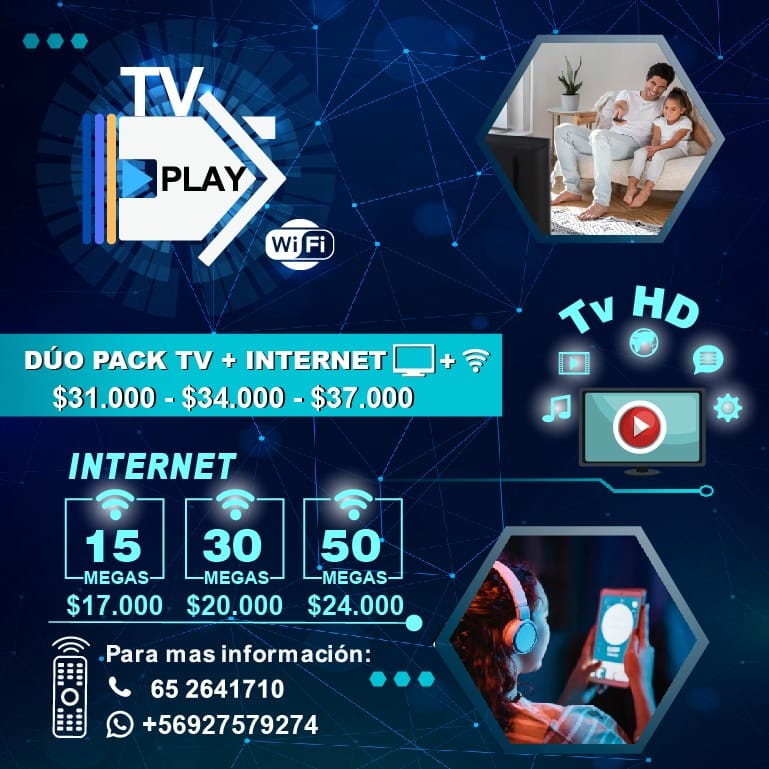 TV
PLAY
WiFi
Tv HD
DÚO PACK TV + INTERNET +
$31.000 - $34.000 - $37.000
INTERNET
15 30 50
MEGAS MEGAS MEGAS
$17.000 $20.000 $24.000
Para mas información:
65 2641710
+56927579274